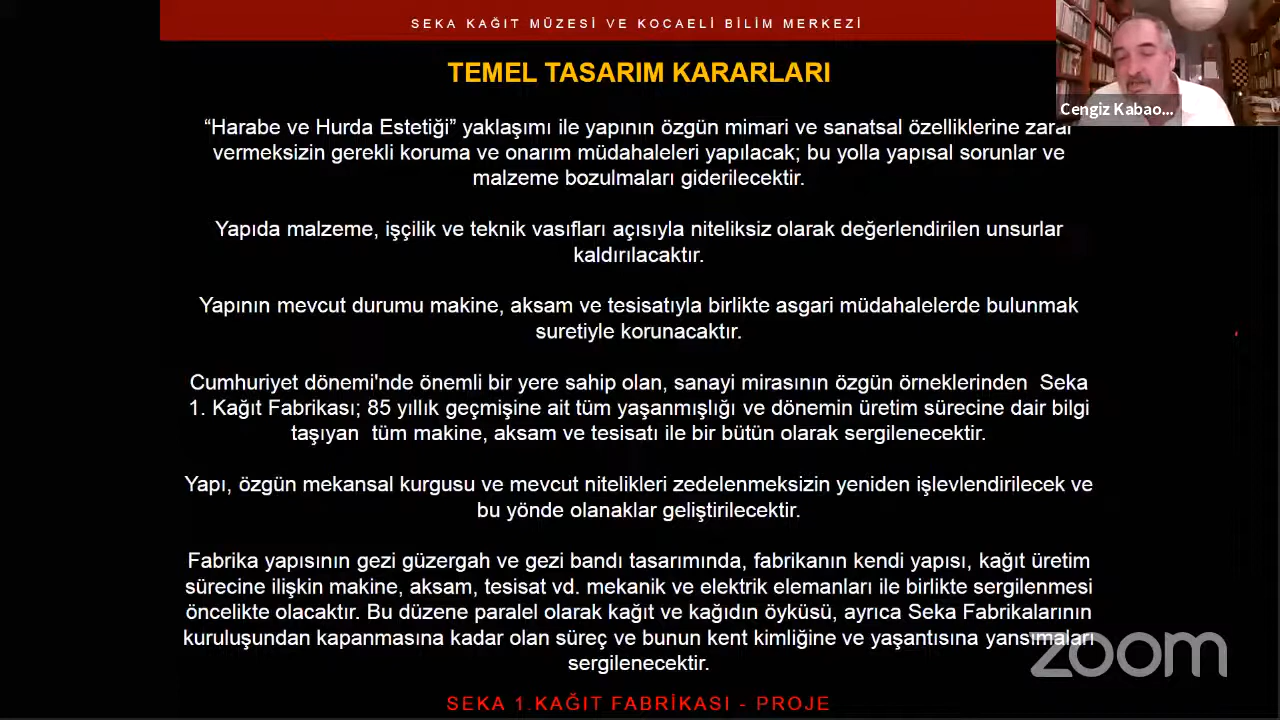 SEKA KAĞIT MÜZESİ VE KOCAELİ BİLİM MERKEZİ
TEMEL TASARIM KARARLARI
Cengiz Kabao...
“Harabe ve Hurda Estetiği” yaklaşımı ile yapının özgün mimari ve sanatsal özelliklerine zarar
vermeksizin gerekli koruma ve onarım müdahaleleri yapılacak; bu yolla yapısal sorunlar ve
malzeme bozulmaları giderilecektir.
Yapıda malzeme, işçilik ve teknik vasıfları açısıyla niteliksiz olarak değerlendirilen unsurlar
kaldırılacaktır.
Yapının mevcut durumu makine, aksam ve tesisatıyla birlikte asgari müdahalelerde bulunmak
suretiyle korunacaktır.
Cumhuriyet dönemi'nde önemli bir yere sahip olan, sanayi mirasının özgün örneklerinden Seka
1. Kağıt Fabrikası; 85 yıllık geçmişine ait tüm yaşanmışlığı ve dönemin üretim sürecine dair bilgi
taşıyan tüm makine, aksam ve tesisatı ile bir bütün olarak sergilenecektir.
Yapı, özgün mekansal kurgusu ve mevcut nitelikleri zedelenmeksizin yeniden işlevlendirilecek ve
bu yönde olanaklar geliştirilecektir.
Fabrika yapısının gezi güzergah ve gezi bandı tasarımında, fabrikanın kendi yapısı, kağıt üretim
sürecine ilişkin makine, aksam, tesisat vd. mekanik ve elektrik elemanları ile birlikte sergilenmesi
öncelikte olacaktır. Bu düzene paralel olarak kağıt ve kağıdın öyküsü, ayrıca Seka Fabrikalarının
kuruluşundan kapanmasına kadar olan süreç ve bunun kent kimliğine ve yaşantısına yansımaları
sergilenecektir.
zoom
SEKA 1.KAĞIT FABRİKASI - PROJE